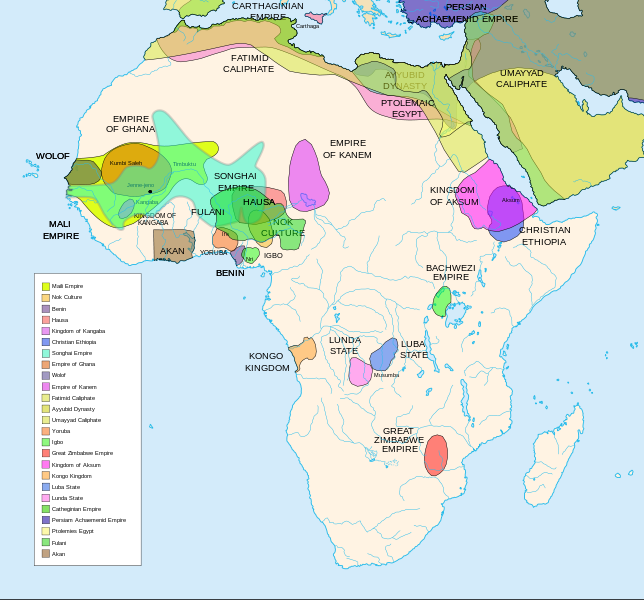 CARTHAGINIAN
EMPIRE
Carthage
PERSIAN
ACHAEMENID EMPIRE
FATIMID
CALIPHATE
AYYUBID
DYNASTY
UMAYYAD
CALIPHATE
PTOLEMAIC
EGYPT
EMPIRE
OF GHANA
EMPIRE
OF KANEM
WOLOF
Kumbi Saleh
Timbuktu
SONGHAI
EMPIRE
Jenne-jeno
Kangaba
KINGDOM
OF AKSUM
Aksum
HAUSA
FULANI
KINGDOM OF
KANGABA
NOK
CULTURE
MALI
EMPIRE
Ife
CHRISTIAN
ETHIOPIA
AKAN
YORUBA
IGBO
BENIN
BACHWEZI
EMPIRE
LUNDA
STATE
LUBA
STATE
KONGO
KINGDOM
Musumba
GREAT
ZIMBABWE
EMPIRE
Malli Empire
Nok Culture
Benin
Hausa
Kingdom of Kangaba
Christian Ethiopia
Songhai Empire
Empire of Ghana
Wolof
Empire of Kanem
Fatimid Caliphate
Ayyubid Dynasty
Umayyad Caliphate
Yoruba
Igbo
Great Zimbabwe Empire
Kingdom of Aksum
Kongo Kingdom
Luba State
Lunda State
Catheginian Empire
Persiam Achaemenid Empire
Ptolemies Egypt
Fulani
Akan